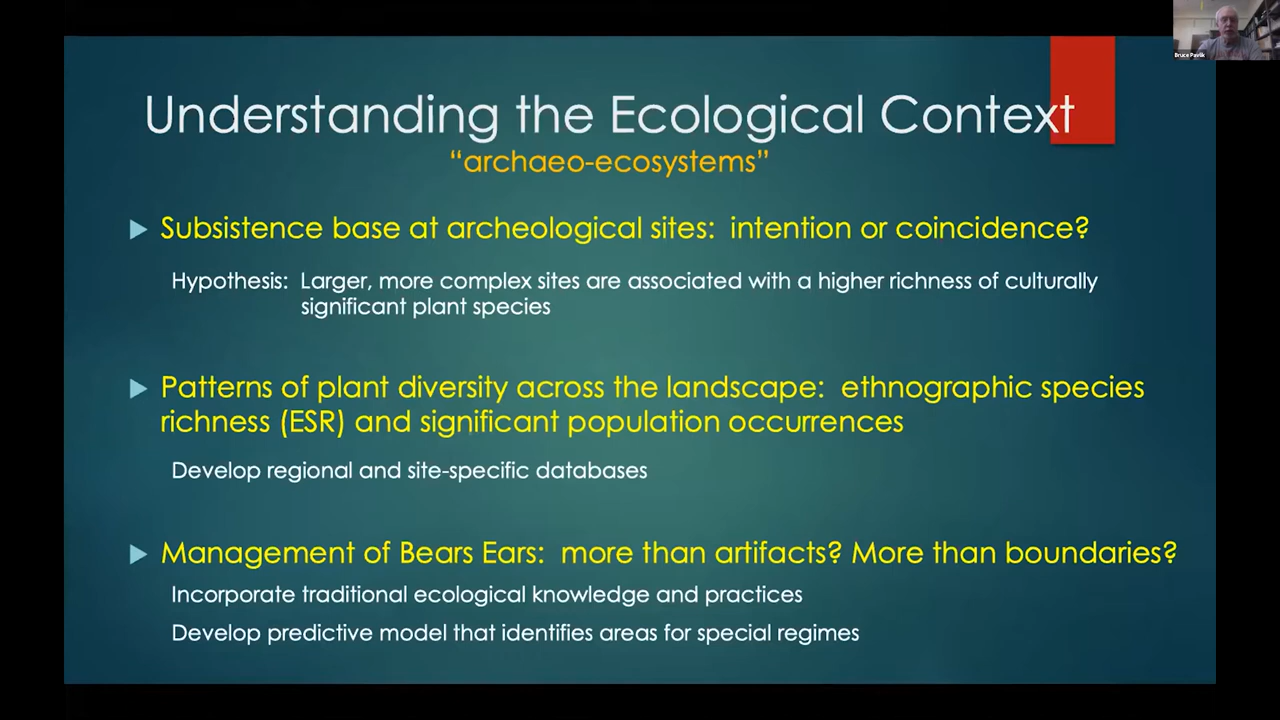 Understanding the Ecological Context
“archaeo-ecosystems”
Subsistence base at archeological sites: intention or coincidence?
Hypothesis: Larger, more complex sites are associated with a higher richness of culturally
significant plant species
Patterns of plant diversity across the landscape: ethnographic species
richness (ESR) and significant population occurrences
Develop regional and site-specific databases
Management of Bears Ears: more than artifacts? More than boundaries?
Incorporate traditional ecological knowledge and practices
Develop predictive model that identifies areas for special regimes
Bruce Pavlik